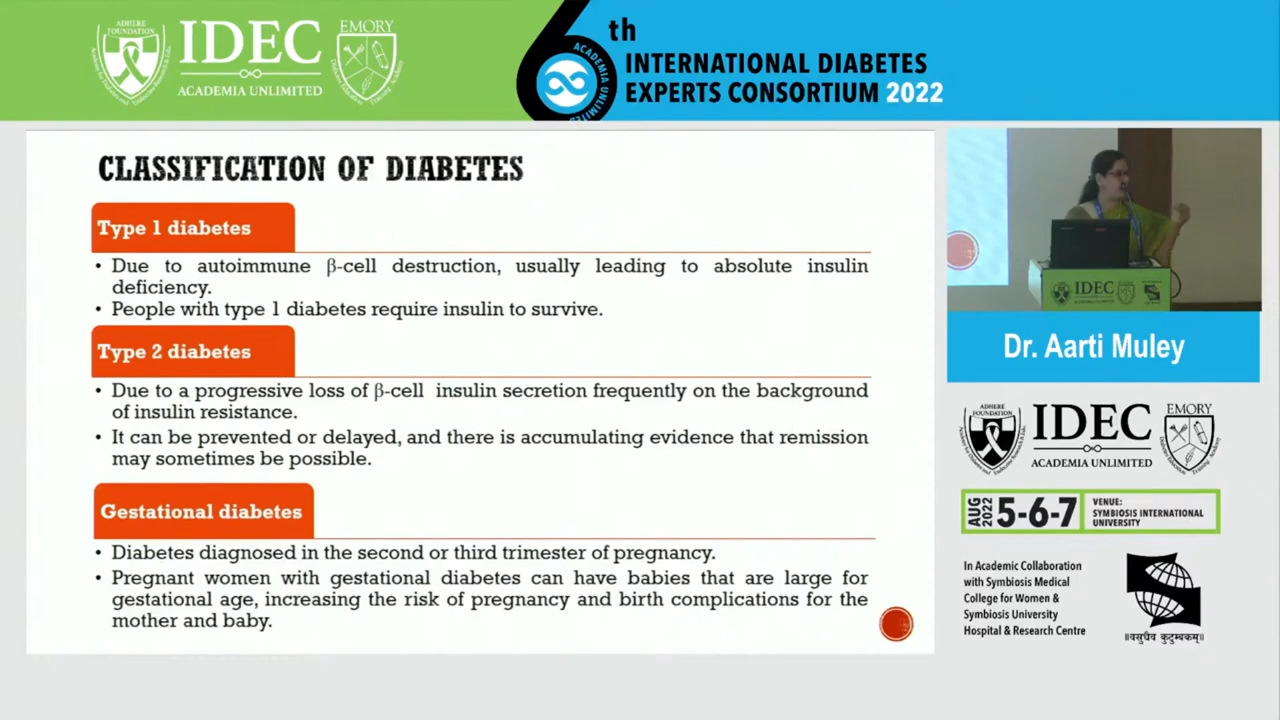 ADHERE
FOUNDATION
IDEC
ACADEMIA UNLIMITED
EMORY
6th
ACADEMIA UNLIMITED
INTERNATIONAL DIABETES
EXPERTS CONSORTIUM 2022
CLASSIFICATION OF DIABETES
Type 1 diabetes
• Due to autoimmune β-cell destruction, usually leading to absolute insulin
deficiency.
• People with type 1 diabetes require insulin to survive.
Type 2 diabetes
• Due to a progressive loss of β-cell insulin secretion frequently on the background
of insulin resistance.
• It can be prevented or delayed, and there is accumulating evidence that remission
may sometimes be possible.
Gestational diabetes
• Diabetes diagnosed in the second or third trimester of pregnancy.
• Pregnant women with gestational diabetes can have babies that are large for
gestational age, increasing the risk of pregnancy and birth complications for the
mother and baby.
IDEC
Dr. Aarti Muley
ADHERE
FOUNDATION
IDEC
ACADEMIA UNLIMITED
EMORY
AUG
2022
5-6-7
VENUE:
SYMBIOSIS INTERNATIONAL
UNIVERSITY
In Academic Collaboration
with Symbiosis Medical
College for Women &
Symbiosis University
Hospital & Research Centre
॥वसुधैव कुटुम्बकम्॥